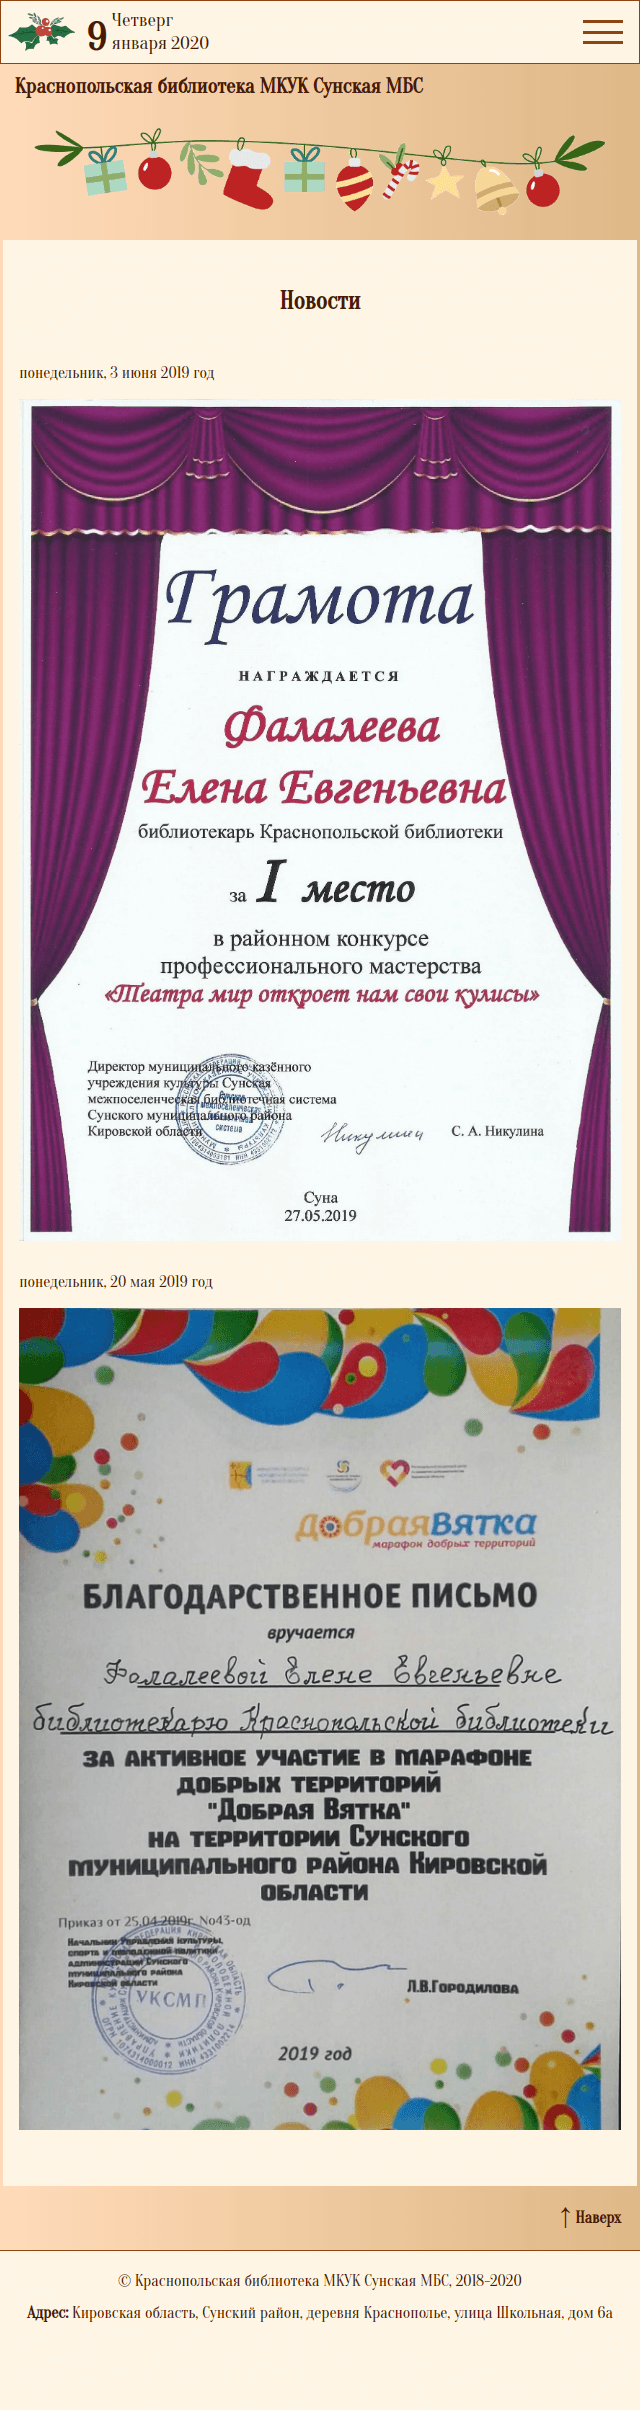 9
Четверг
января 2020
Краснопольская библиотека МКУК Сунская МБС
Новости
понедельник, 3 июня 2019 год
Грамота
НАГРАЖДАЕТСЯ
Фалалеева
Елена Евгеньевна
библиотекарь Краснопольской библиотеки
за I место
в районном конкурсе
профессионального мастерства
«Театра мир откроет нам свои кулисы»
Директор муниципального казённого
учреждения культуры Сунская
межпоселенческая библиотечная система
Сунского муниципального района
Кировской области
С. А. Никулина
Суна
27.05.2019
понедельник, 20 мая 2019 год
добраяВятка
марафон добрых территорий
БЛАГОДАРСТВЕННОЕ ПИСЬМО
вручается
Фалалеевой Елене Евгеньевне
библиотекарю Краснопольской библиотеки
за активное участие в марафоне
добрых территорий
"Добрая Вятка"
на территории Сунского
муниципального района Кировской
области
Приказ от 25.04.2019г. №43-од
Начальник Управления культуры,
спорта и молодежной политики
администрации Сунского
муниципального района
Кировской области
УКСМП
Л.В.Городилова
2019 год
↑ Наверх
© Краснопольская библиотека МКУК Сунская МБС, 2018-2020
Адрес: Кировская область, Сунский район, деревня Краснополье, улица Школьная, дом 6а